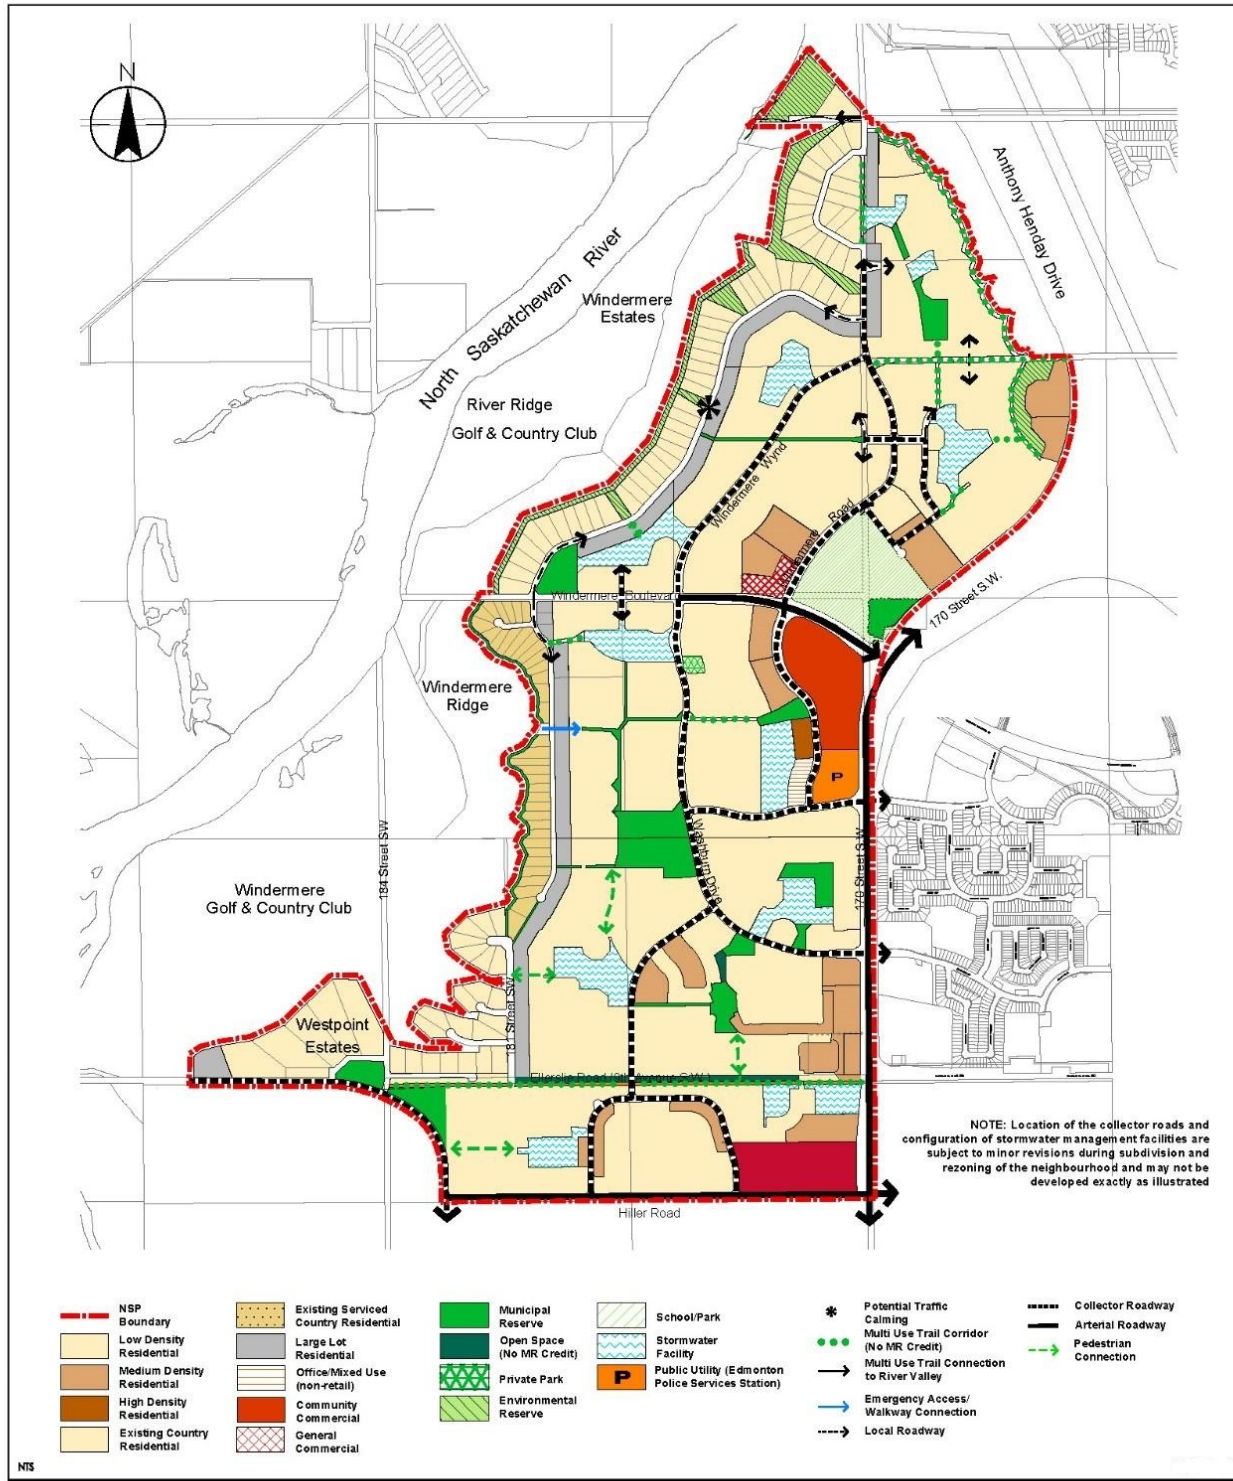 N
North Saskatchewan River
Windermere
Estates
Anthony Henday Drive
River Ridge
Golf & Country Club
Windermere Wynd
Windermere Road
Windermere Boulevard
170 Street S.W.
Windermere
Ridge
P
184 Street SW
Washburn Drive
170 Street S.W.
Windermere
Golf & Country Club
181 Street SW
Westpoint
Estates
Ellerslie Road (9th Avenue S.W.)
NOTE: Location of the collector roads and
configuration of stormwater management facilities are
subject to minor revisions during subdivision and
rezoning of the neighbourhood and may not be
developed exactly as illustrated
Hiller Road
NSP
Boundary
Low Density
Residential
Medium Density
Residential
High Density
Residential
Existing Country
Residential
Existing Serviced
Country Residential
Large Lot
Residential
Office/Mixed Use
(non-retail)
Community
Commercial
General
Commercial
Municipal
Reserve
Open Space
(No MR Credit)
Private Park
Environmental
Reserve
School/Park
Stormwater
Facility
P
Public Utility (Edmonton
Police Services Station)
Potential Traffic
Calming
Multi Use Trail Corridor
(No MR Credit)
Multi Use Trail Connection
to River Valley
Emergency Access/
Walkway Connection
Local Roadway
Collector Roadway
Arterial Roadway
Pedestrian
Connection
NTS